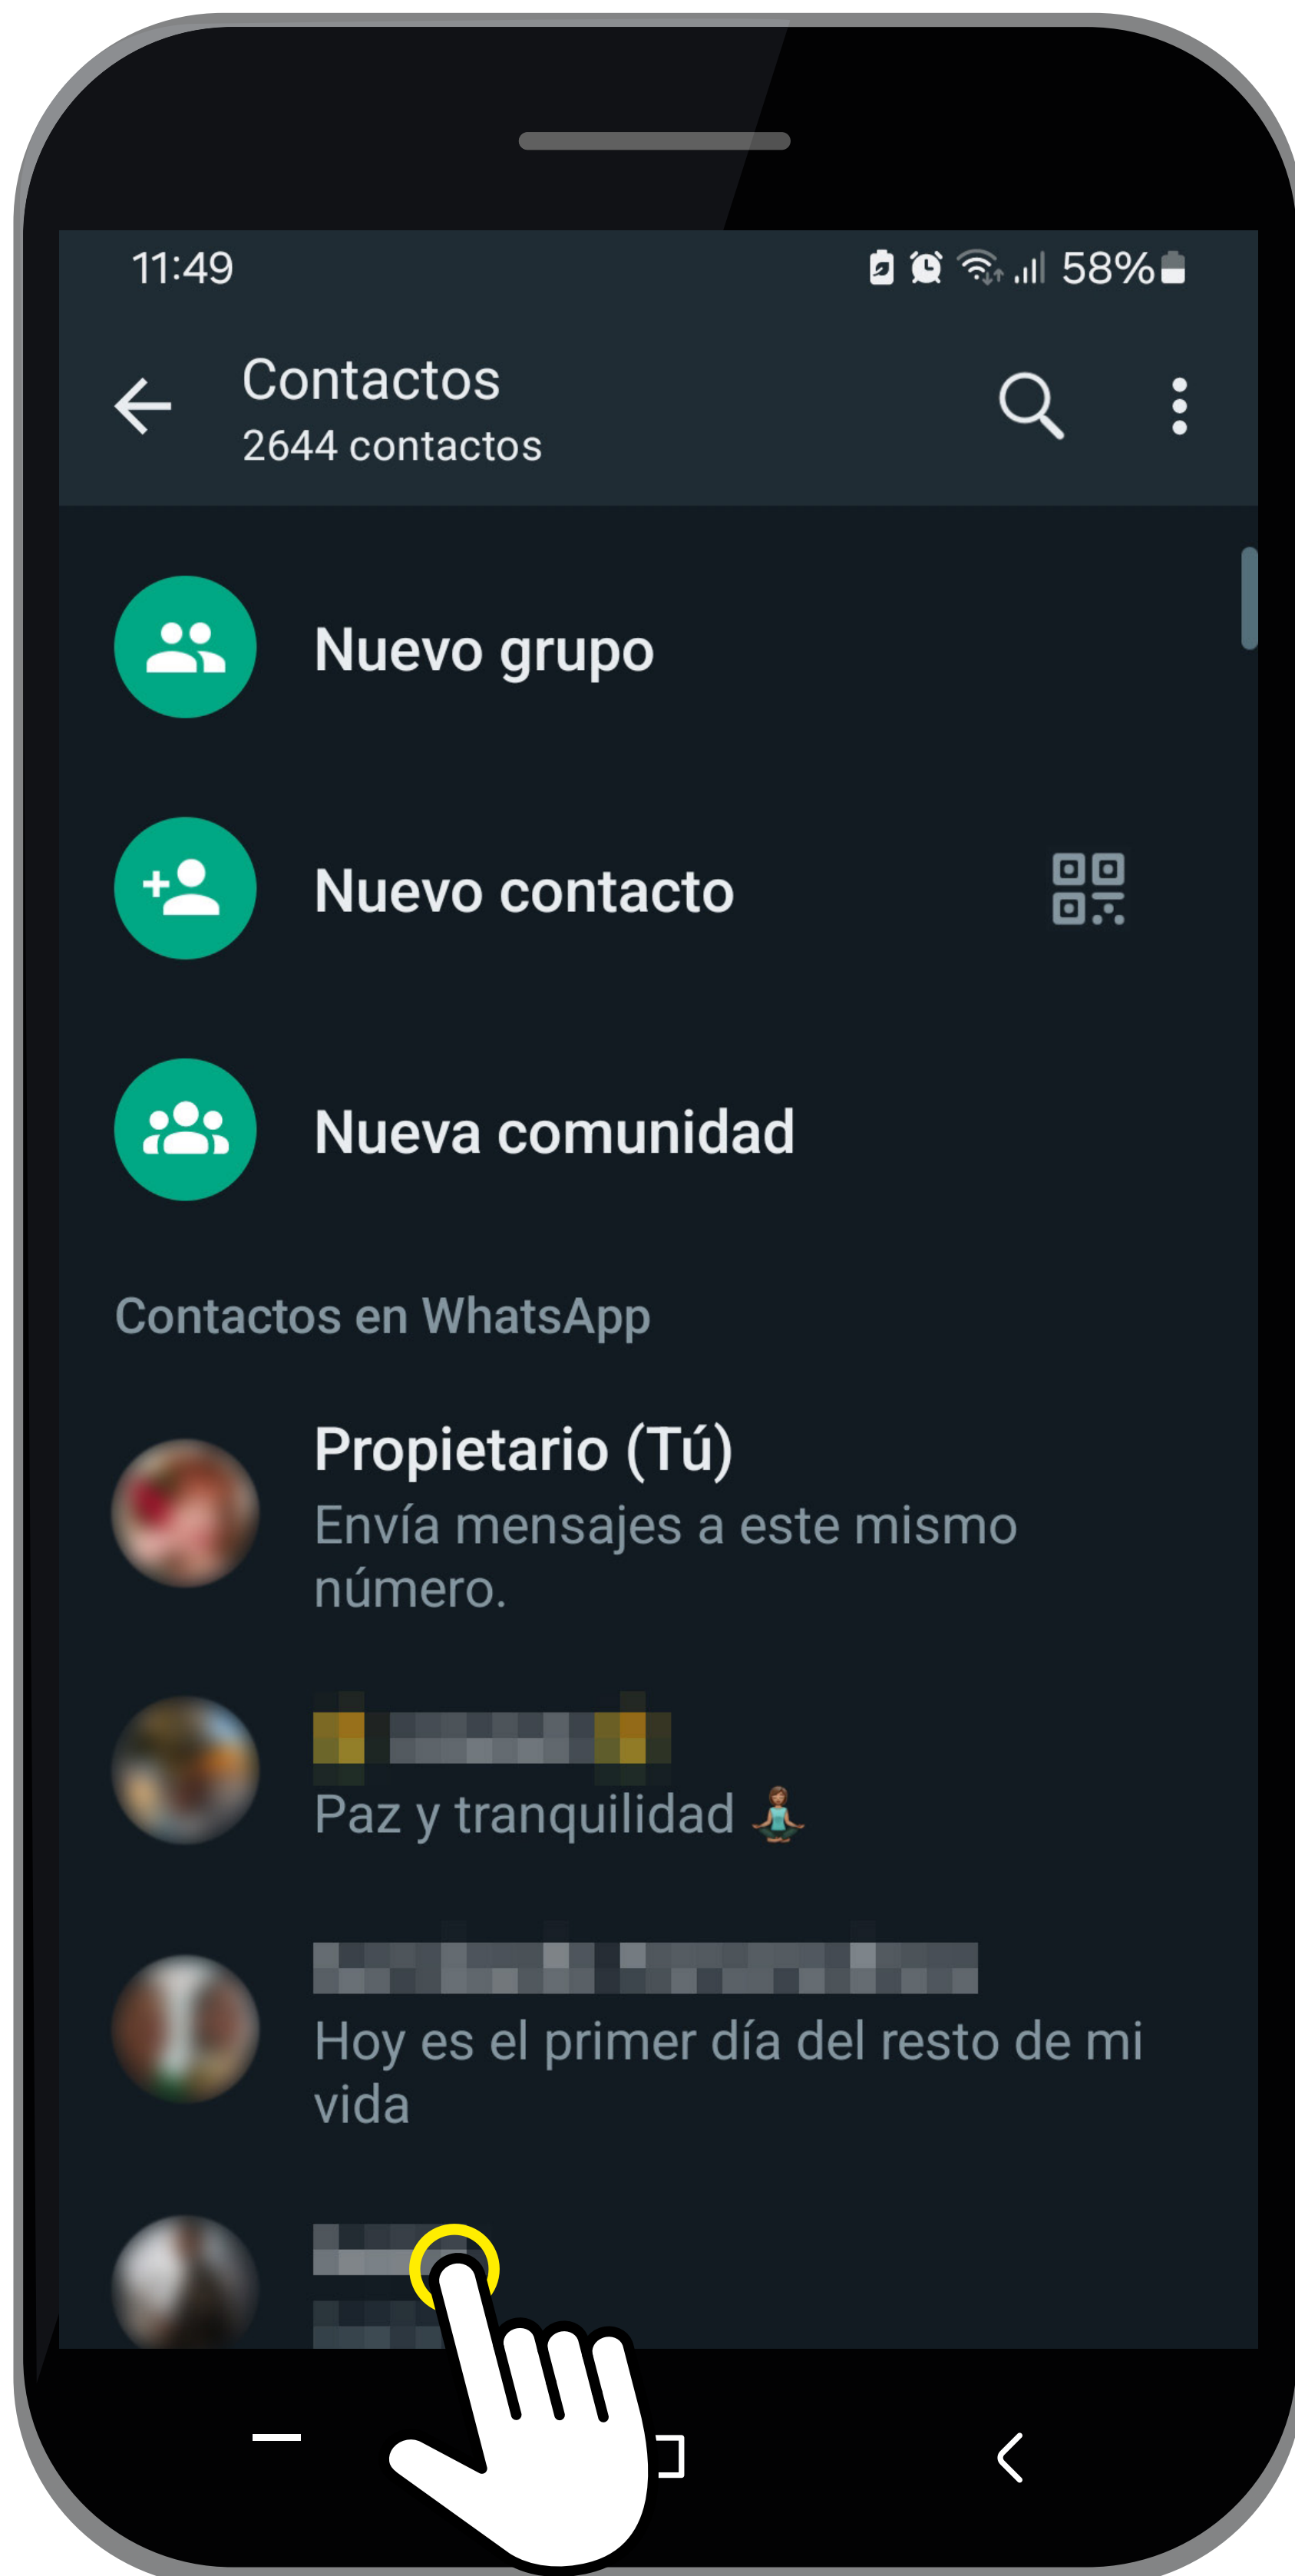 11:49
58%
Contactos
2644 contactos
Nuevo grupo
Nuevo contacto
Nueva comunidad
Contactos en WhatsApp
Propietario (Tú)
Envía mensajes a este mismo
número.
Paz y tranquilidad
Hoy es el primer día del resto de mi
vida